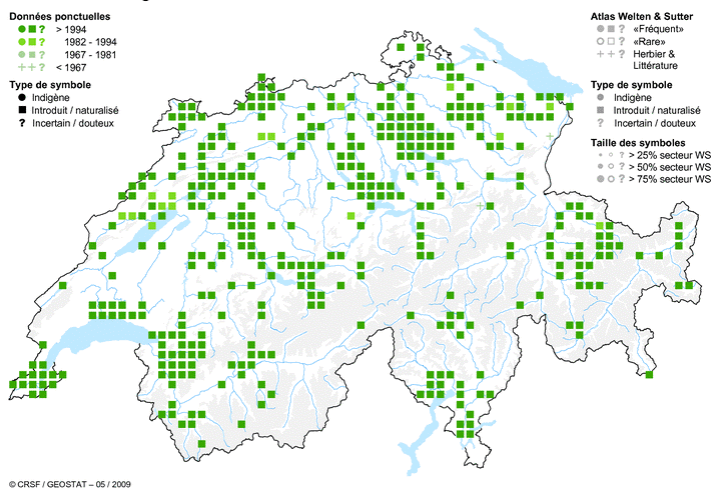 Données ponctuelles
? > 1994
? 1982 - 1994
? 1967 - 1981
++? < 1967
Type de symbole
Indigène
Introduit / naturalisé
? Incertain / douteux
Atlas Welten & Sutter
? «Fréquent»
? «Rare»
++? Herbier &
Littérature
Type de symbole
Indigène
Introduit / naturalisé
? Incertain / douteux
Taille des symboles
? > 25% secteur WS
? > 50% secteur WS
? > 75% secteur WS
© CRSF / GEOSTAT – 05 / 2009